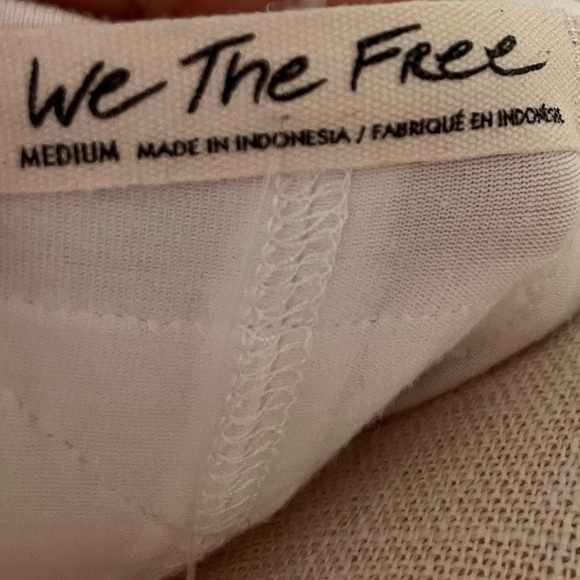 We The Free
MEDIUM MADE IN INDONESIA / FABRIQUÉ EN INDONÉSIE